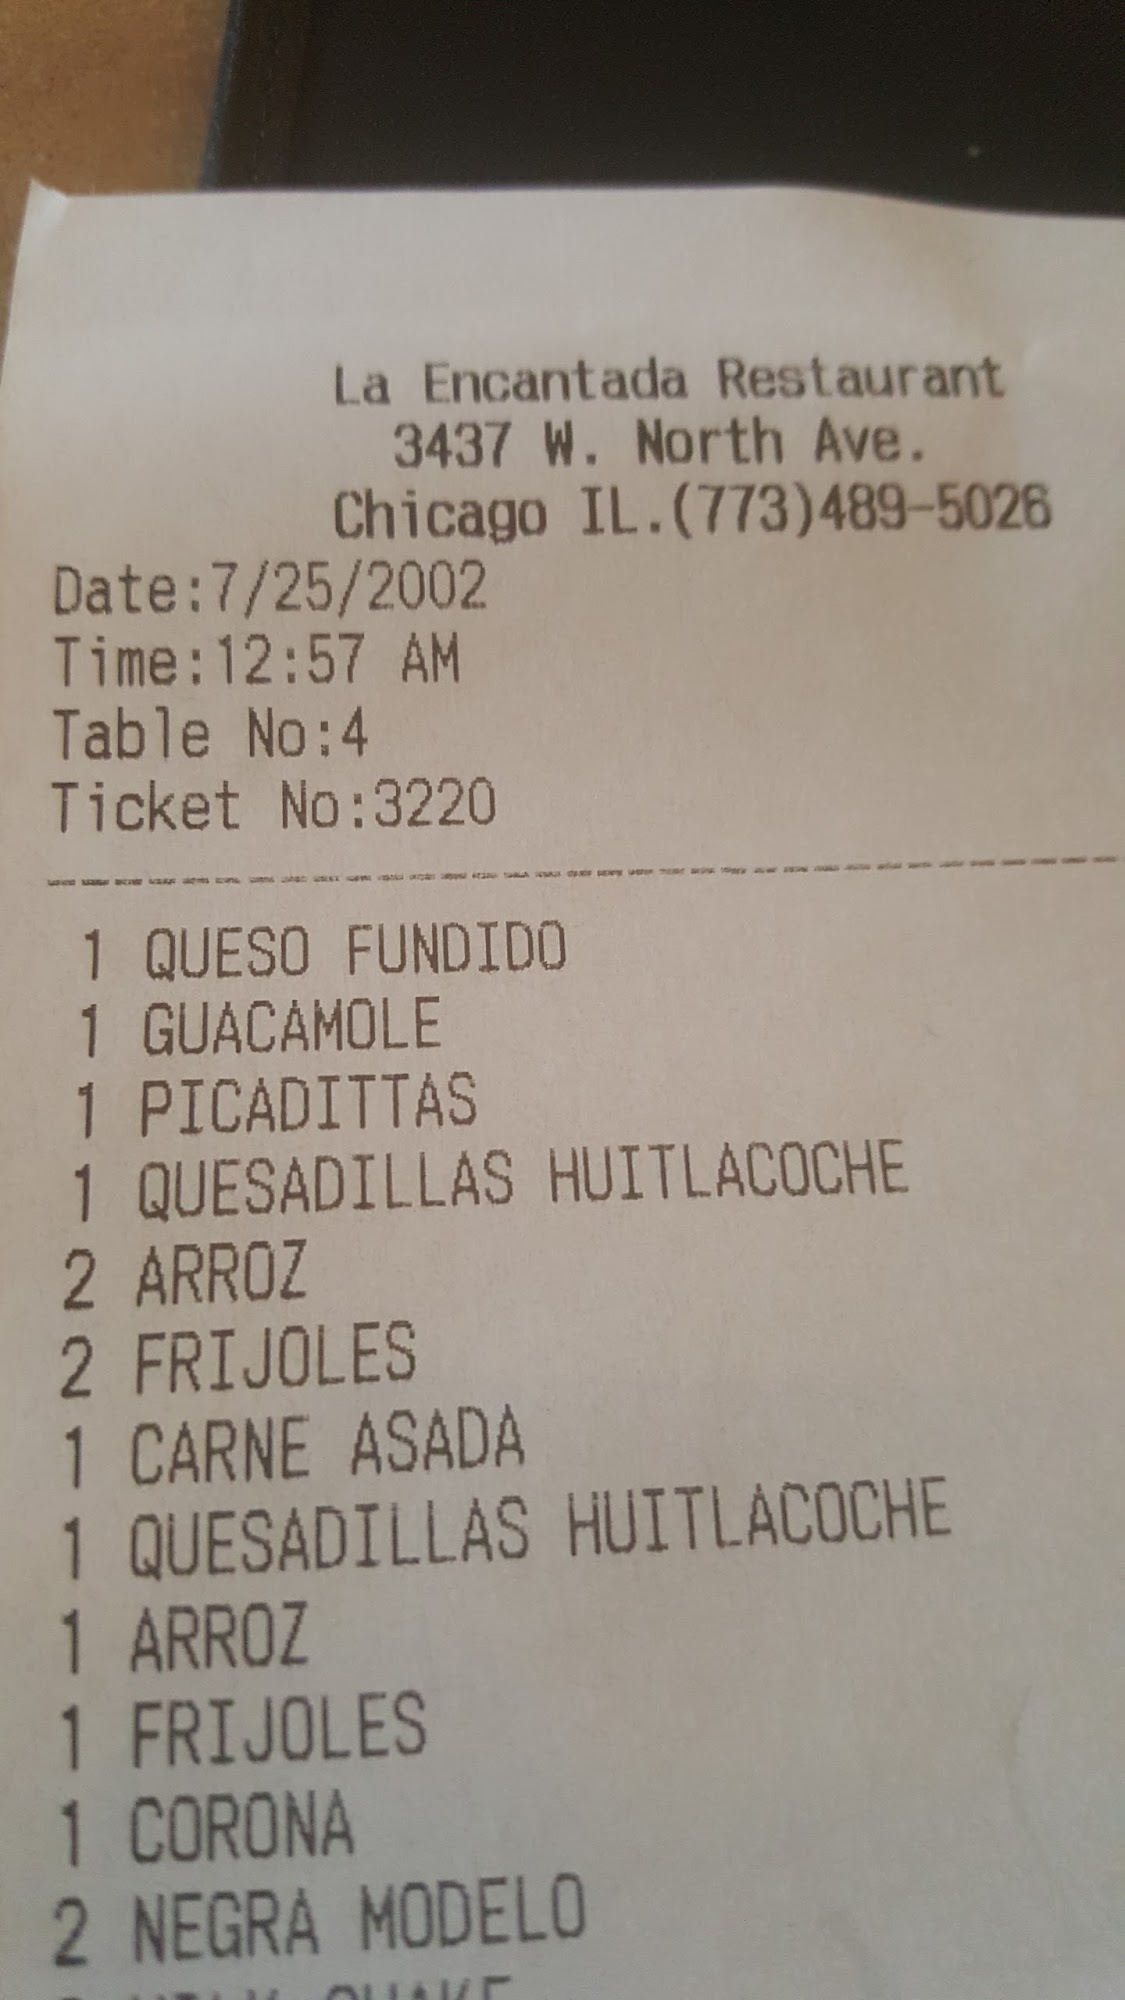 La Encantada Restaurant
3437 W. North Ave.
Chicago IL.(773)489-5026
Date:7/25/2002
Time:12:57 AM
Table No:4
Ticket No:3220
1 QUESO FUNDIDO
1 GUACAMOLE
1 PICADITTAS
1 QUESADILLAS HUITLACOCHE
2 ARROZ
2 FRIJOLES
1 CARNE ASADA
1 QUESADILLAS HUITLACOCHE
1 ARROZ
1 FRIJOLES
1 CORONA
2 NEGRA MODELO